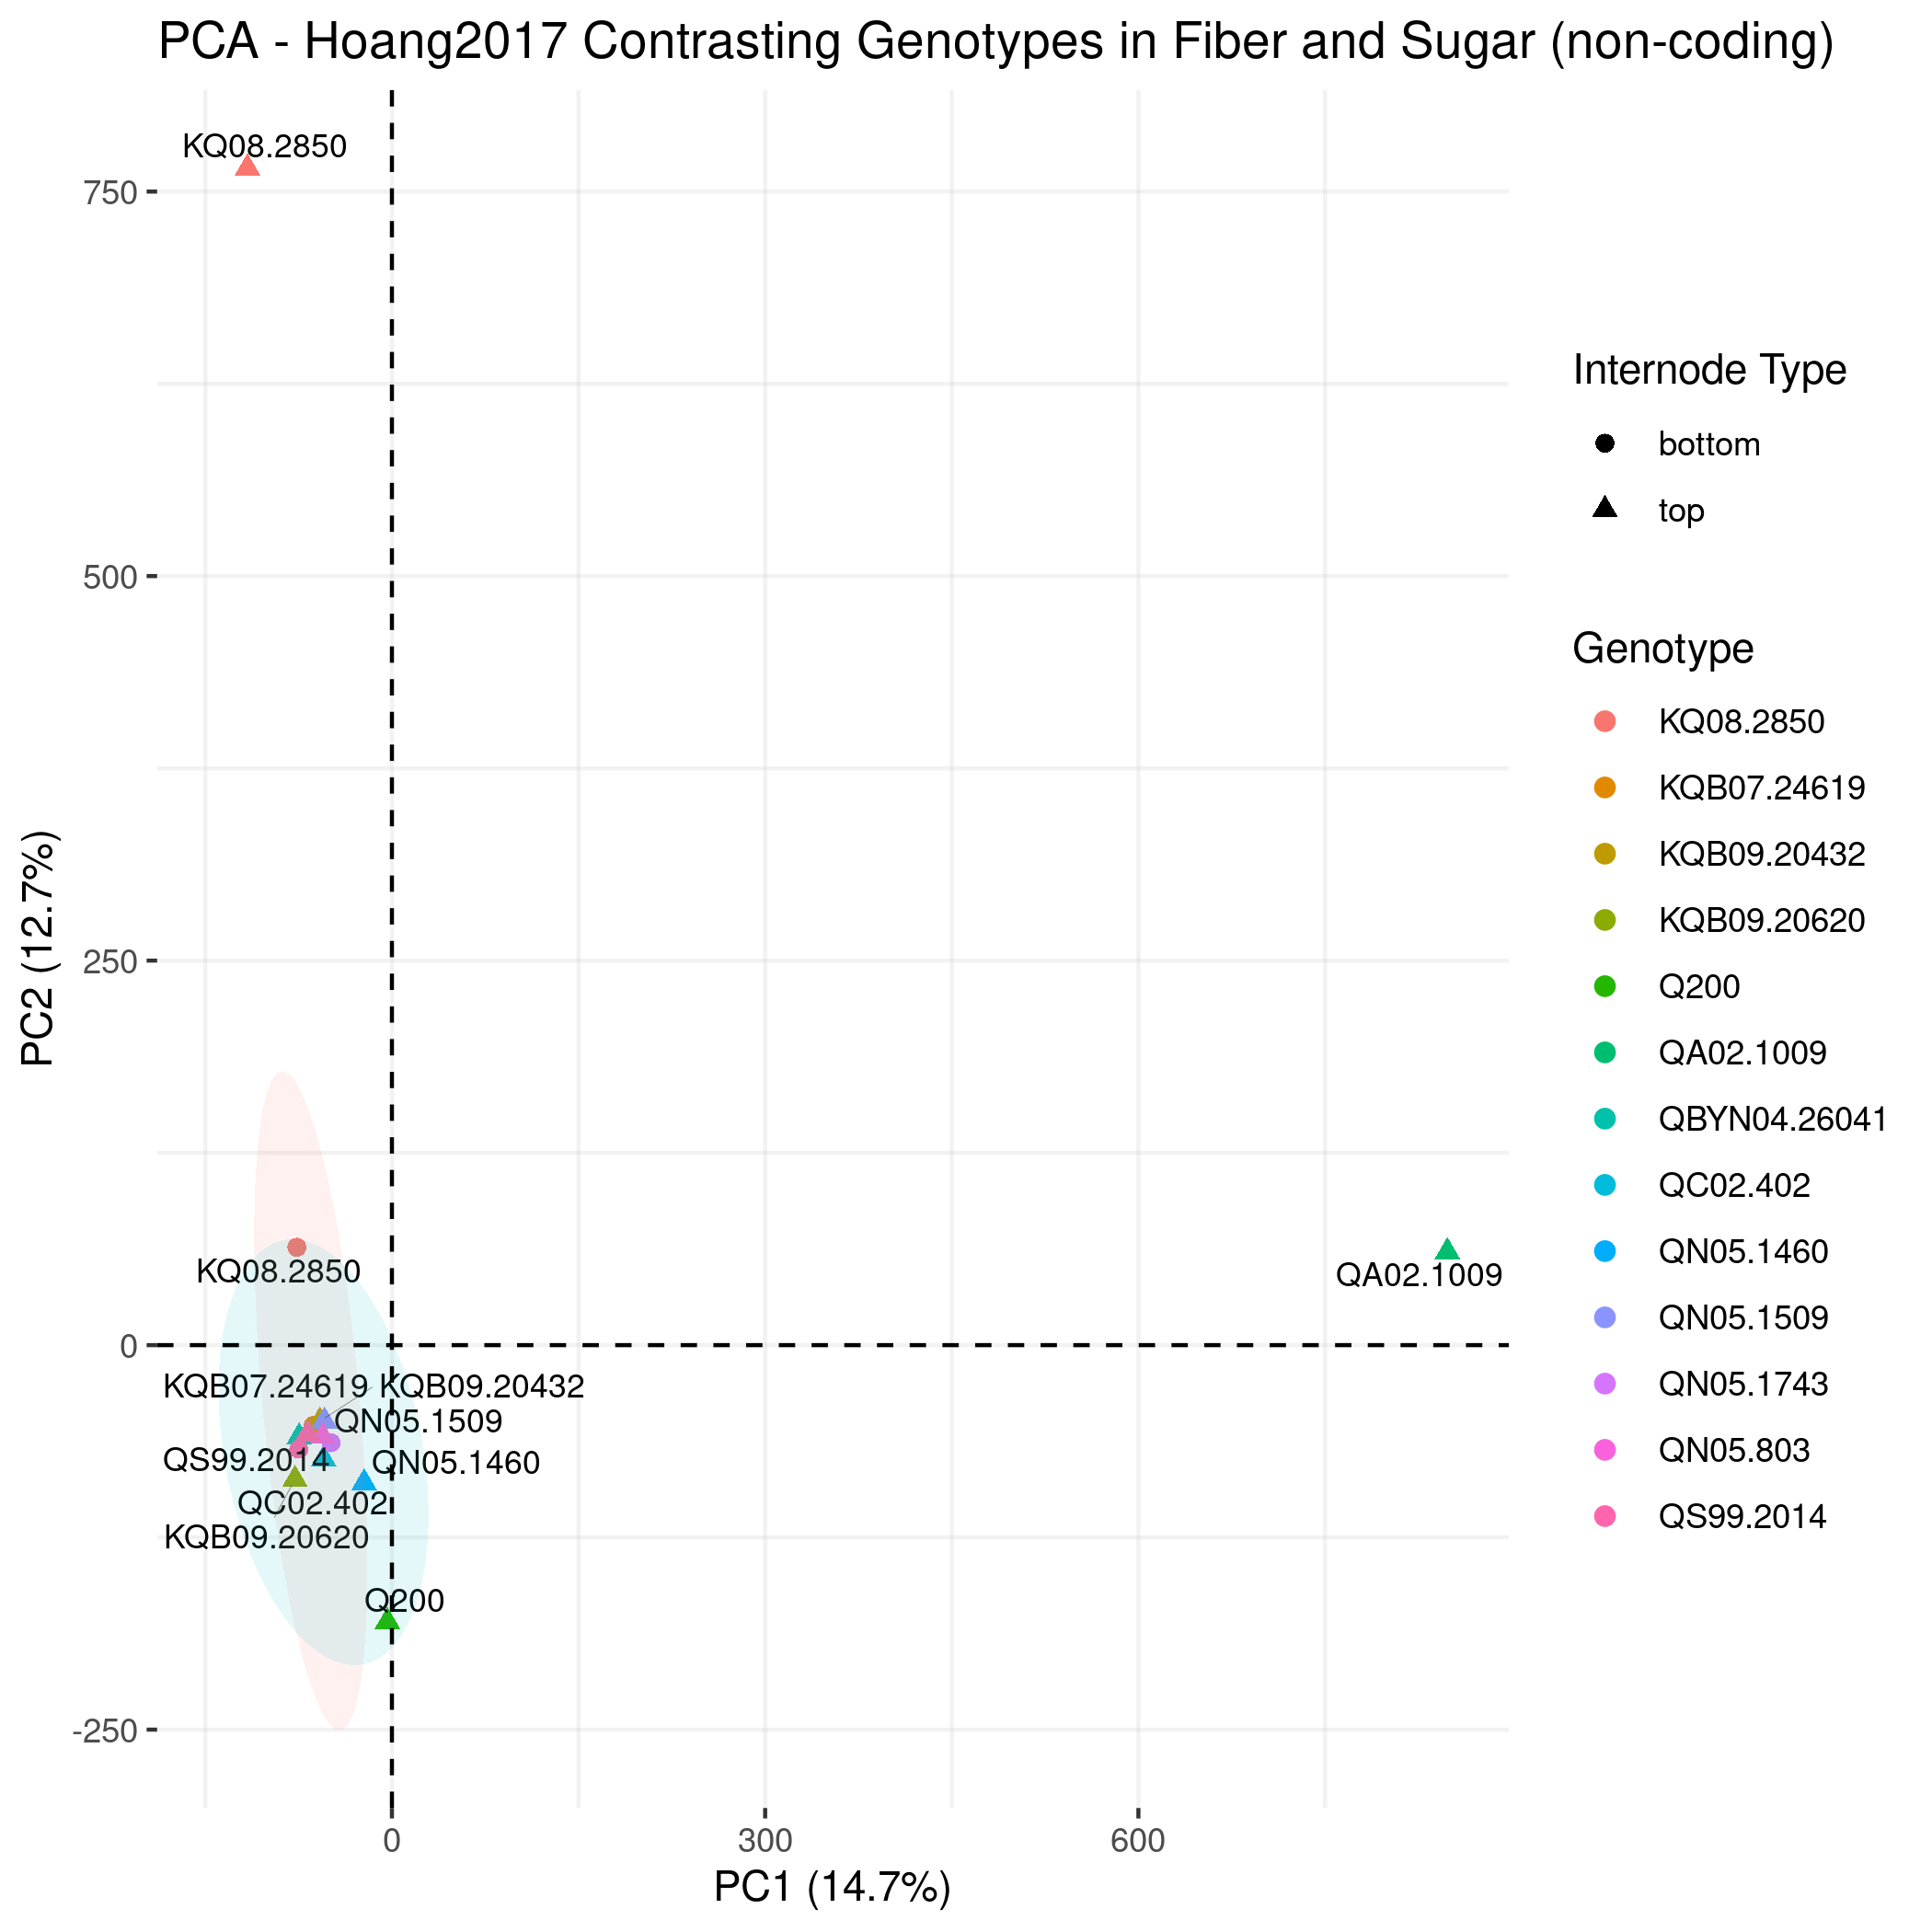 PCA - Hoang2017 Contrasting Genotypes in Fiber and Sugar (non-coding)
KQ08.2850
750
500
250
0
-250
PC2 (12.7%)
KQ08.2850
QA02.1009
KQB07.24619
KQB09.20432
QN05.1509
QS99.2014
QN05.1460
QC02.402
KQB09.20620
Q200
0
300
600
PC1 (14.7%)
Internode Type
bottom
top
Genotype
KQ08.2850
KQB07.24619
KQB09.20432
KQB09.20620
Q200
QA02.1009
QBYN04.26041
QC02.402
QN05.1460
QN05.1509
QN05.1743
QN05.803
QS99.2014